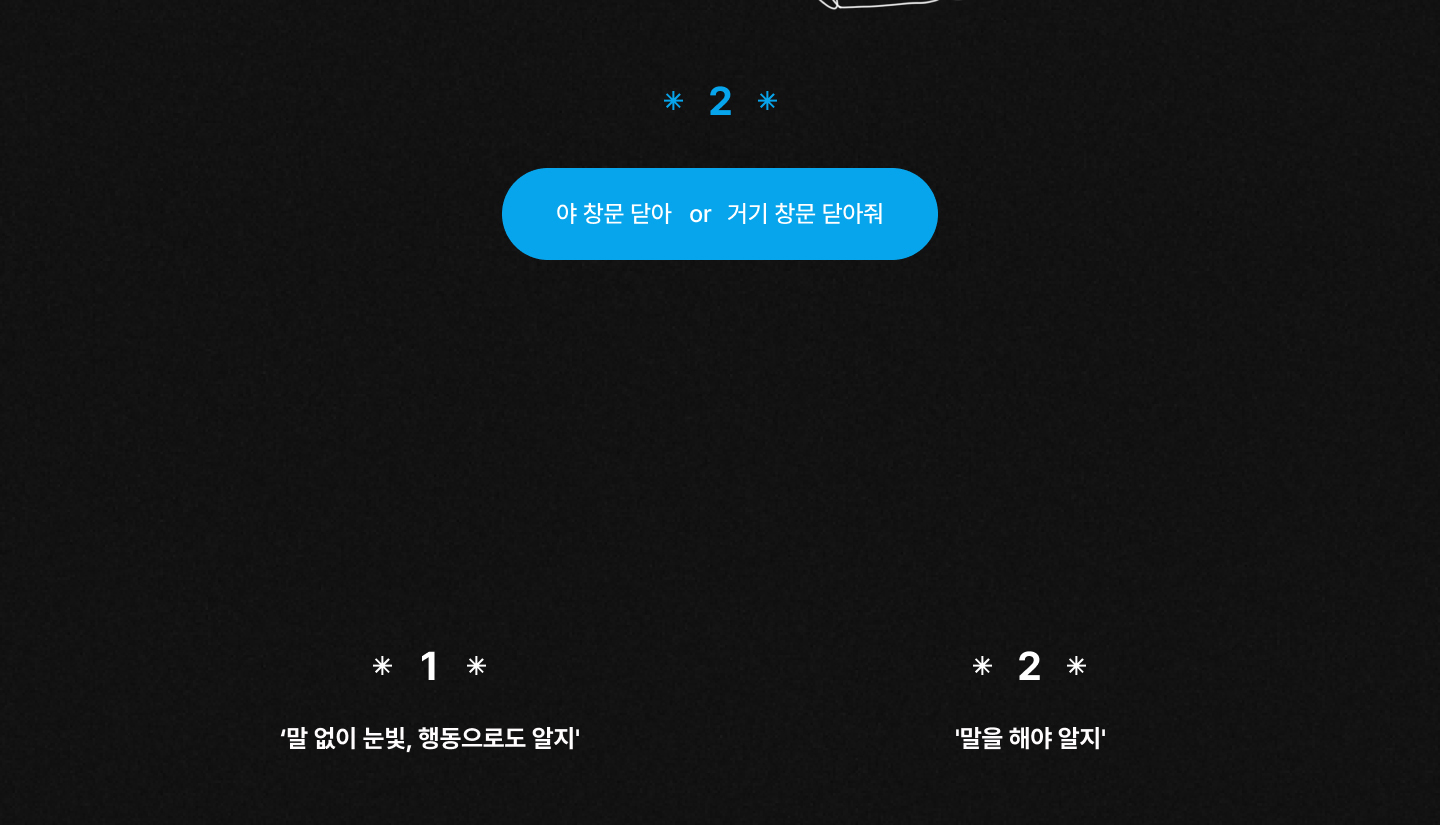 ✳ 2 ✳
야 창문 닫아 or 거기 창문 닫아줘
✳ 1 ✳
‘말 없이 눈빛, 행동으로도 알지'
✳ 2 ✳
'말을 해야 알지'